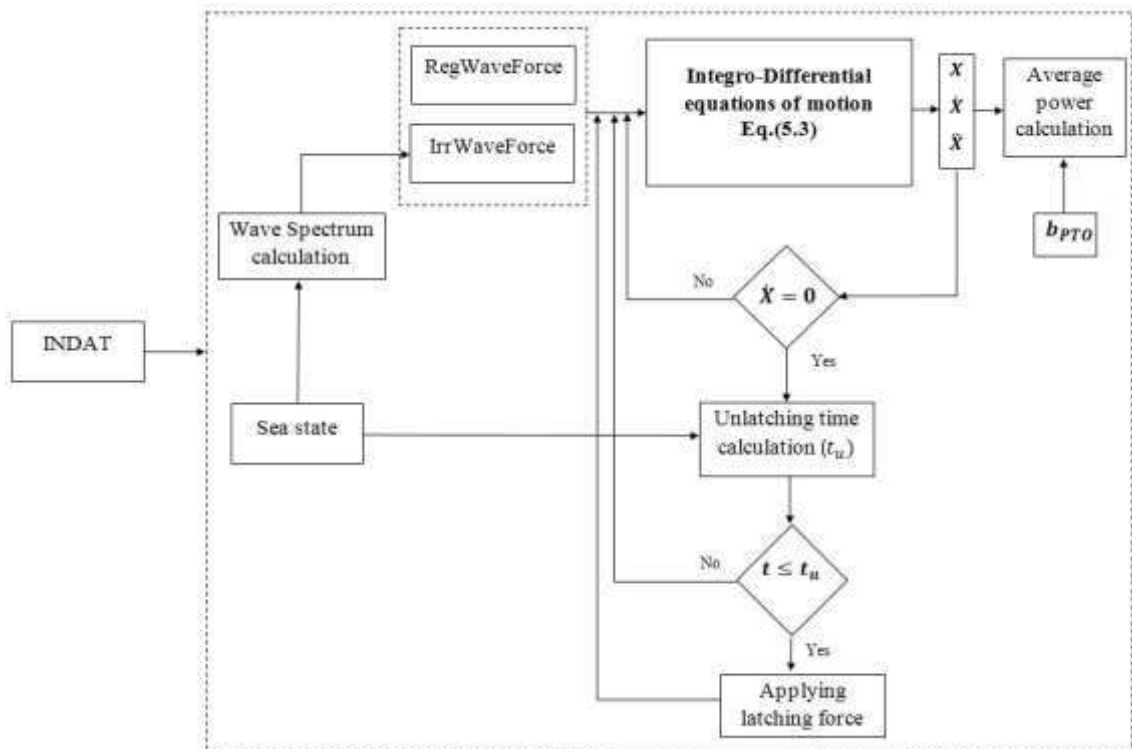 RegWaveForce
IrrWaveForce
Integro-Differential
equations of motion
Eq.(5.3)
X
Ẋ
Ẍ
Average
power
calculation
b_PTO
Wave Spectrum
calculation
No
Ẋ = 0
Yes
INDAT
Sea state
Unlatching time
calculation (t_u)
No
t ≤ t_u
Yes
Applying
latching force